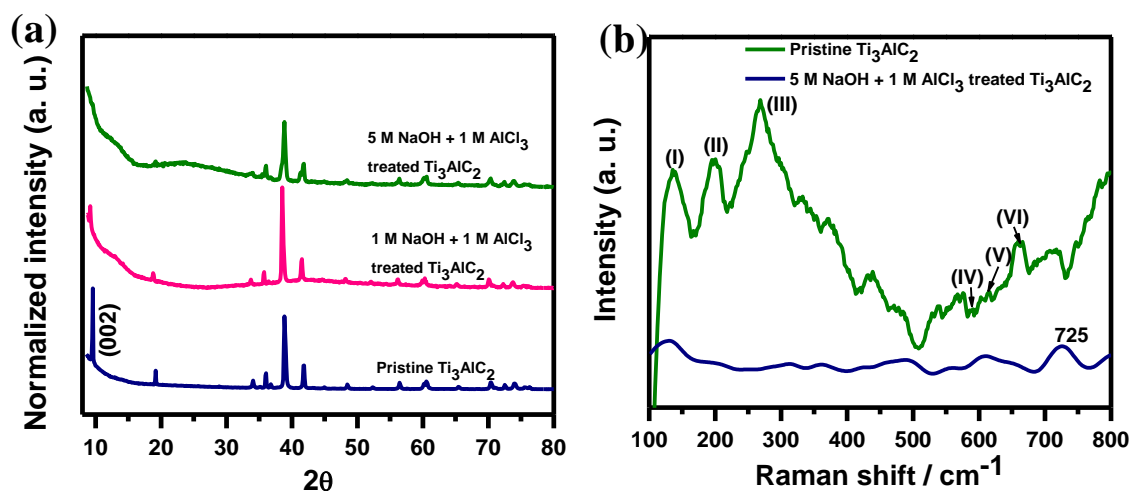 (a)
Normalized intensity (a. u.)
5 M NaOH + 1 M AlCl₃
treated Ti₃AlC₂
1 M NaOH + 1 M AlCl₃
treated Ti₃AlC₂
(002)
Pristine Ti₃AlC₂
10 20 30 40 50 60 70 80
2θ
(b)
Intensity (a. u.)
Pristine Ti₃AlC₂
5 M NaOH + 1 M AlCl₃ treated Ti₃AlC₂
(I)
(II)
(III)
(IV)
(V)
(VI)
725
100 200 300 400 500 600 700 800
Raman shift / cm⁻¹